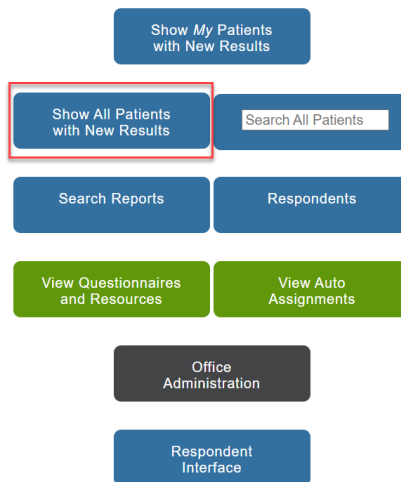 Show My Patients
with New Results
Show All Patients
with New Results
Search All Patients
Search Reports
Respondents
View Questionnaires
and Resources
View Auto
Assignments
Office
Administration
Respondent
Interface